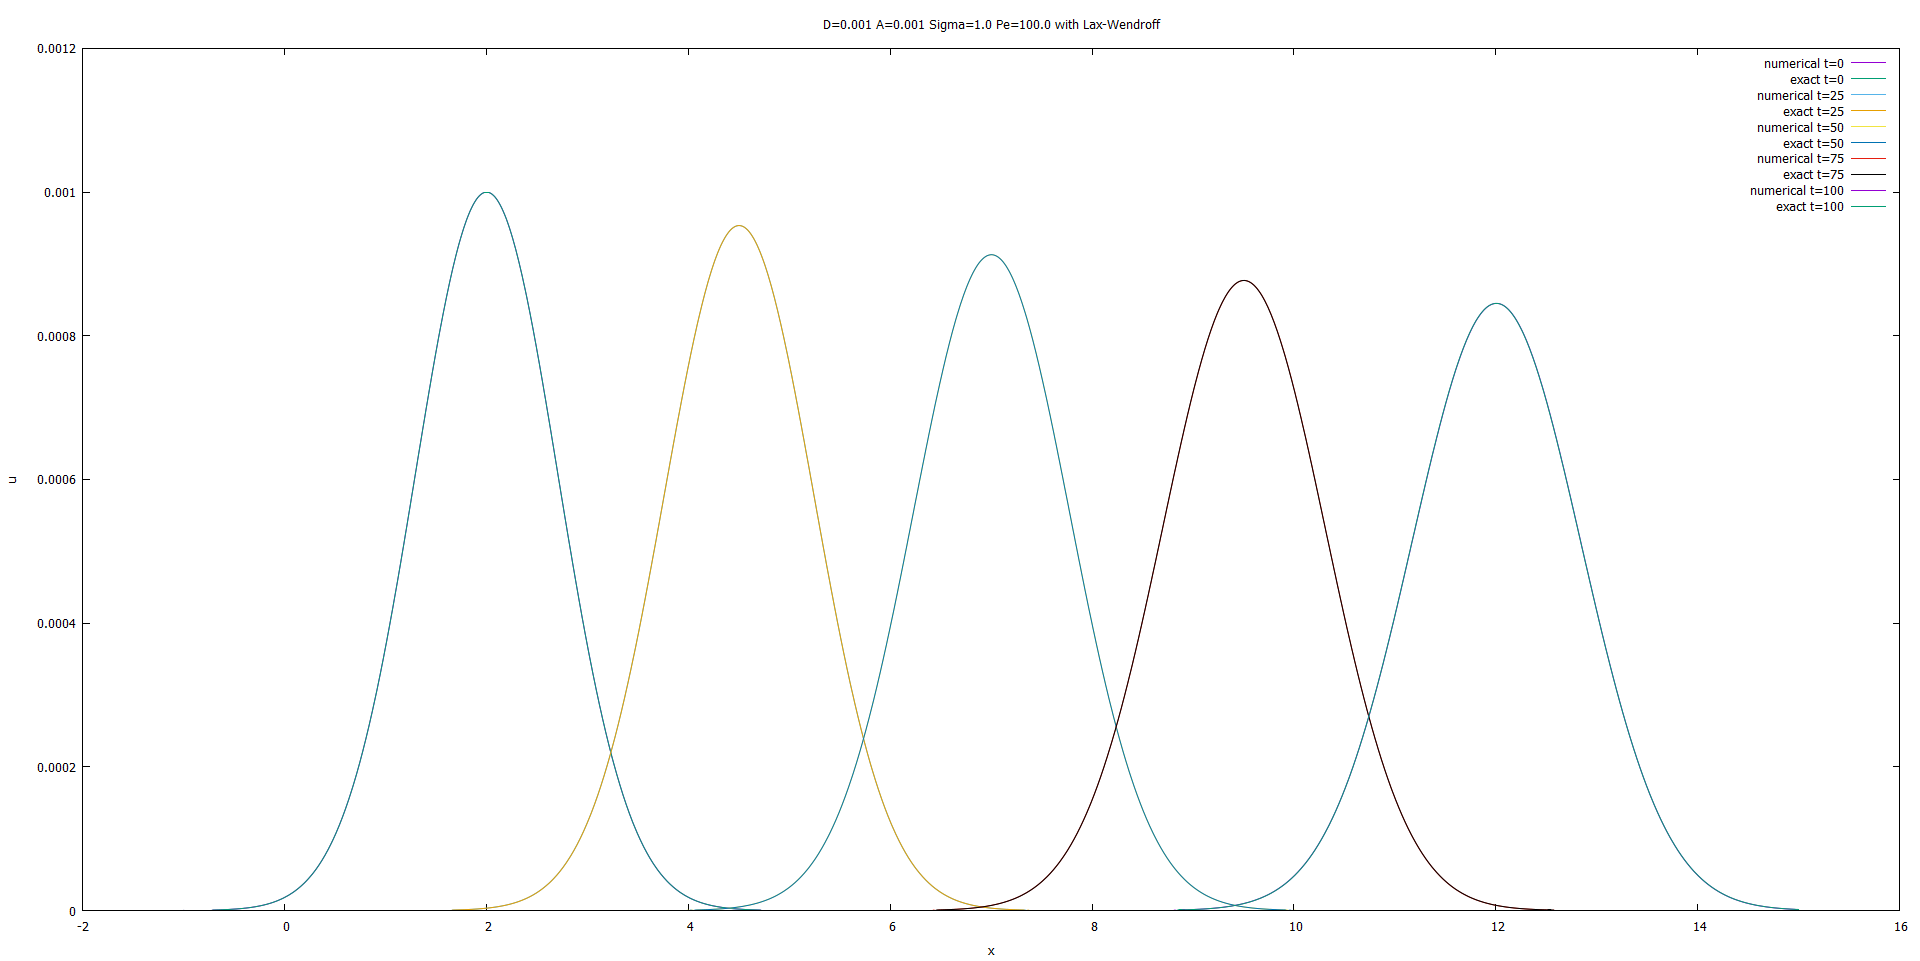 D=0.001 A=0.001 Sigma=1.0 Pe=100.0 with Lax-Wendroff
numerical t=0
exact t=0
numerical t=25
exact t=25
numerical t=50
exact t=50
numerical t=75
exact t=75
numerical t=100
exact t=100
0.0012
0.001
0.0008
0.0006
0.0004
0.0002
0
u
-2 0 2 4 6 8 10 12 14 16
x